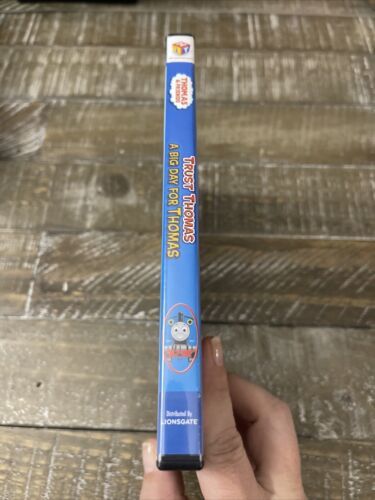 THOMAS
& FRIENDS
TRUST THOMAS
A BIG DAY FOR THOMAS
Distributed By
LIONSGATE